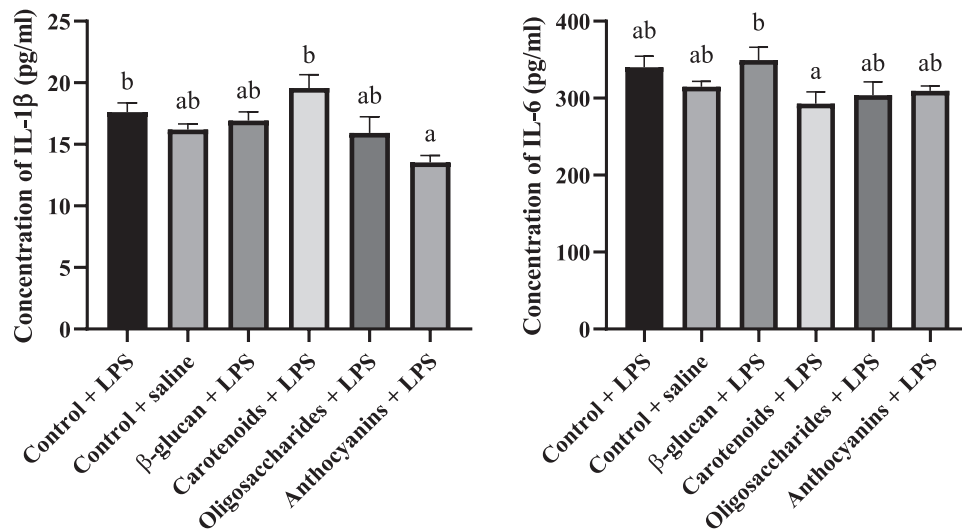 Concentration of IL-1β (pg/ml)
25
20
15
10
5
0
b
ab
ab
b
ab
a
Control + LPS
Control + saline
β-glucan + LPS
Carotenoids + LPS
Oligosaccharides + LPS
Anthocyanins + LPS
Concentration of IL-6 (pg/ml)
400
300
200
100
0
ab
ab
b
a
ab
ab
Control + LPS
Control + saline
β-glucan + LPS
Carotenoids + LPS
Oligosaccharides + LPS
Anthocyanins + LPS